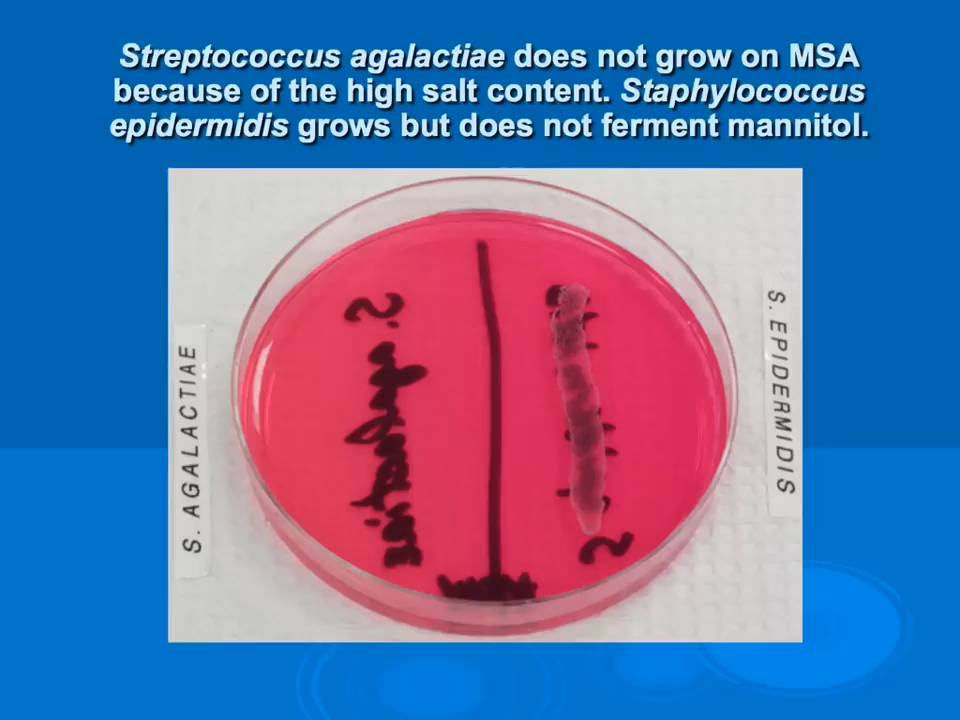 Streptococcus agalactiae does not grow on MSA
because of the high salt content. Staphylococcus
epidermidis grows but does not ferment mannitol.
S. AGALACTIAE
S. agalactiae
S. EPIDERMIDIS